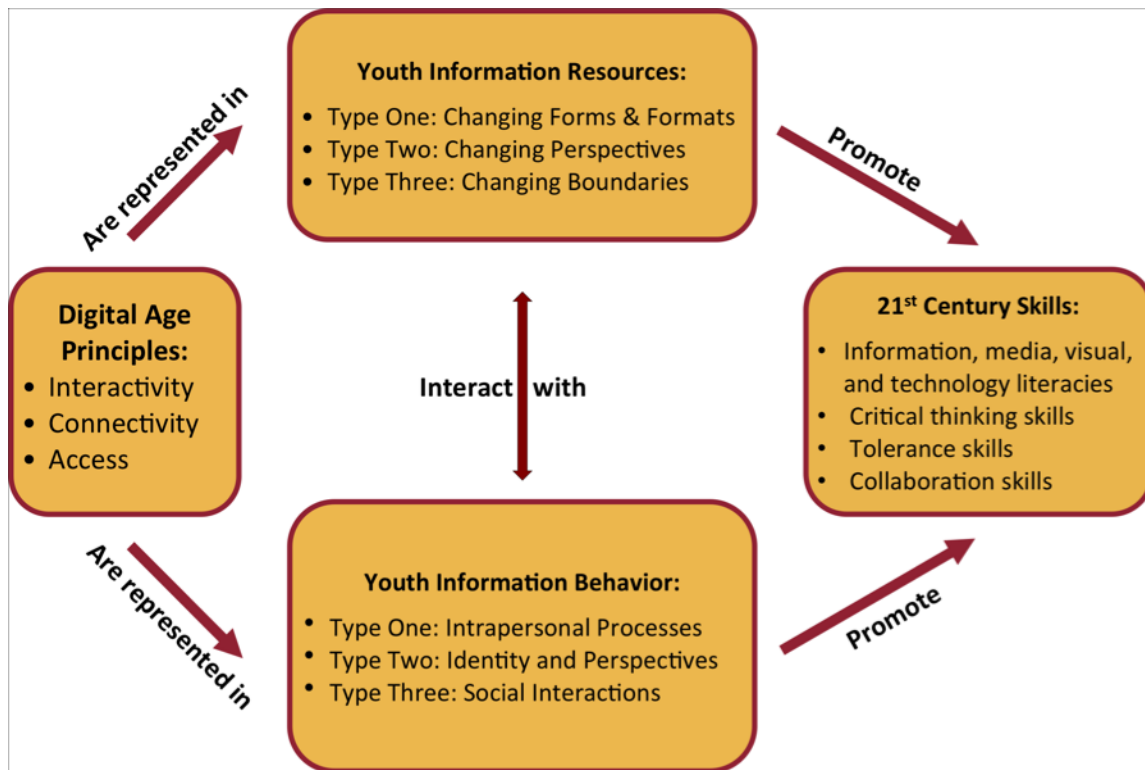 Youth Information Resources:
• Type One: Changing Forms & Formats
• Type Two: Changing Perspectives
• Type Three: Changing Boundaries
Are represented in
Promote
Digital Age
Principles:
• Interactivity
• Connectivity
• Access
Interact with
21st Century Skills:
• Information, media, visual,
and technology literacies
• Critical thinking skills
• Tolerance skills
• Collaboration skills
Are represented in
Promote
Youth Information Behavior:
• Type One: Intrapersonal Processes
• Type Two: Identity and Perspectives
• Type Three: Social Interactions